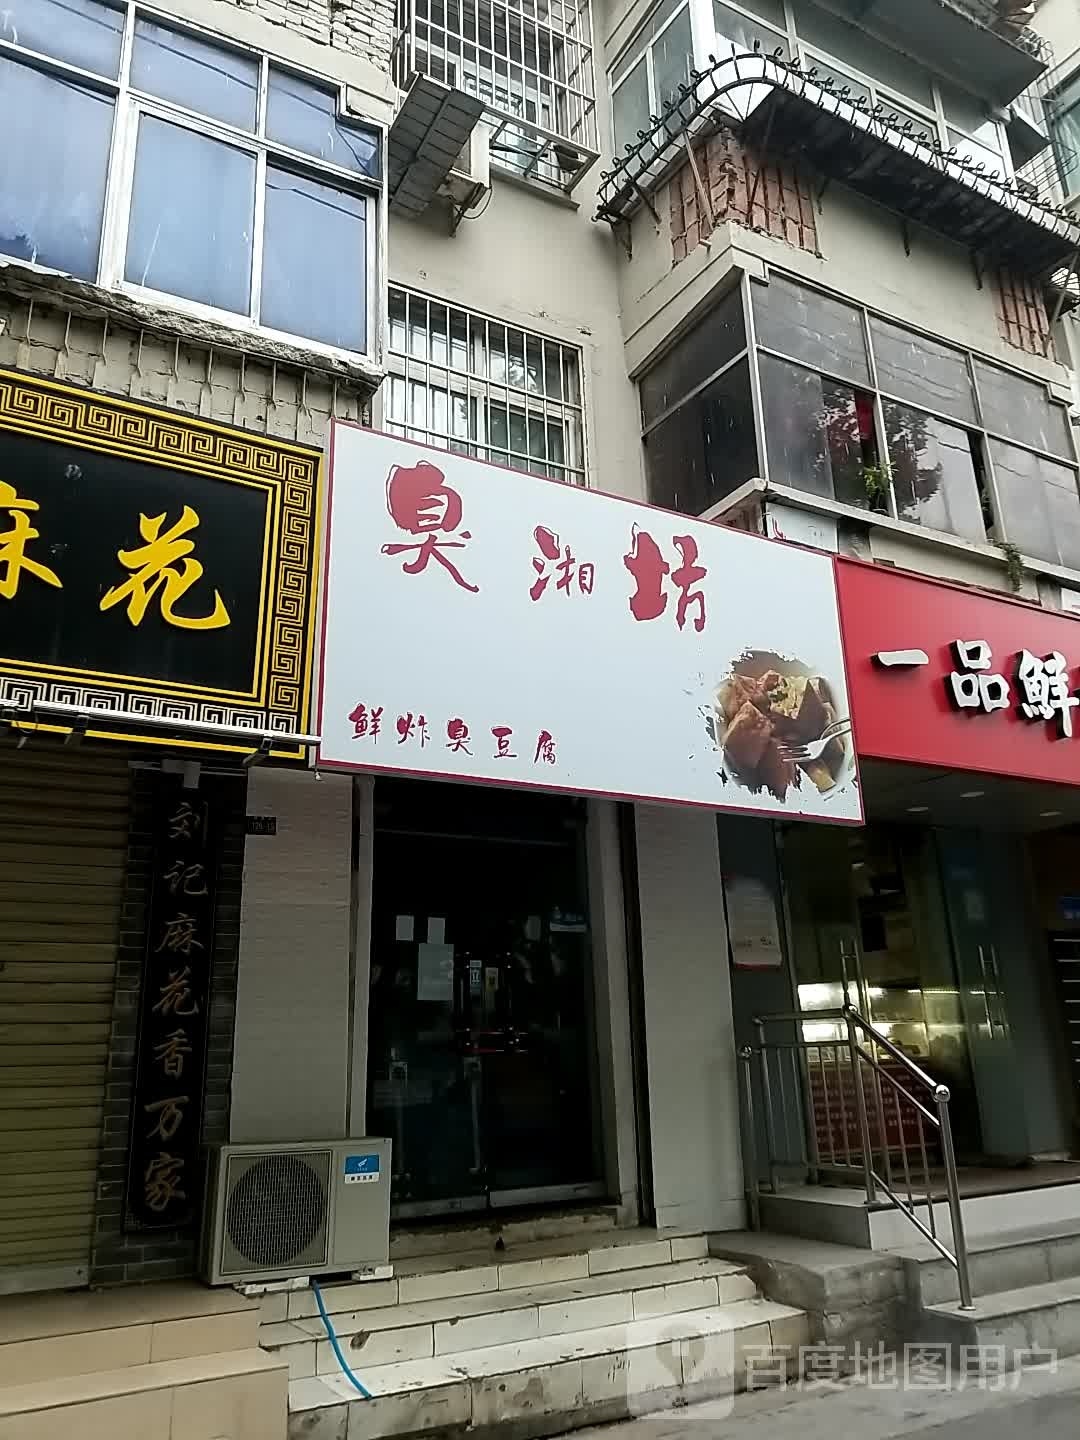 麻花
臭湘坊
鲜炸臭豆腐
一品鲜
刘记麻花香万家
百度地图用户